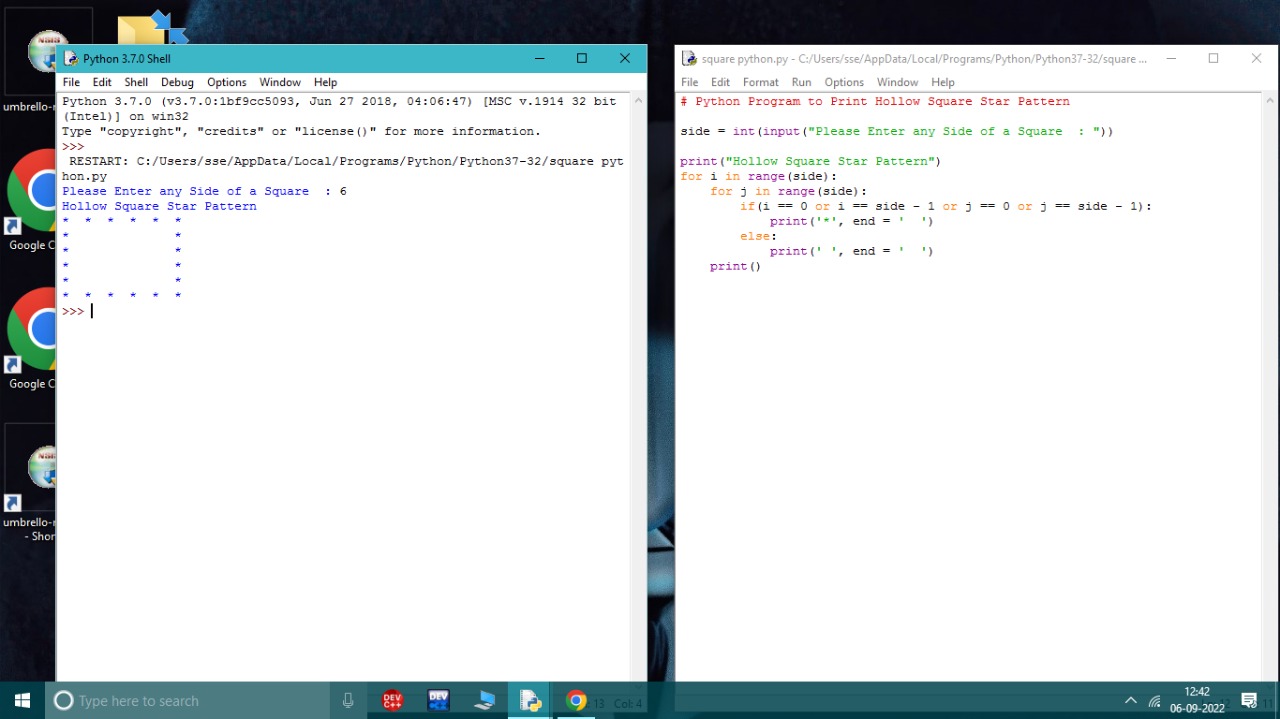 umbrello-r
Google C
Google C
umbrello-r
- Shor
Python 3.7.0 Shell
File Edit Shell Debug Options Window Help
Python 3.7.0 (v3.7.0:1bf9cc5093, Jun 27 2018, 04:06:47) [MSC v.1914 32 bit
(Intel)] on win32
Type "copyright", "credits" or "license()" for more information.
>>>
 RESTART: C:/Users/sse/AppData/Local/Programs/Python/Python37-32/square pyt
hon.py
Please Enter any Side of a Square  : 6
Hollow Square Star Pattern
*  *  *  *  *  *
*              *
*              *
*              *
*              *
*  *  *  *  *  *
>>>
square python.py - C:/Users/sse/AppData/Local/Programs/Python/Python37-32/square ...
File Edit Format Run Options Window Help
# Python Program to Print Hollow Square Star Pattern
side = int(input("Please Enter any Side of a Square  : "))
print("Hollow Square Star Pattern")
for i in range(side):
    for j in range(side):
        if(i == 0 or i == side - 1 or j == 0 or j == side - 1):
            print('*', end = '  ')
        else:
            print(' ', end = '  ')
    print()
Type here to search
DEV
C++
DEV
13 Col: 4
12:42
06-09-2022